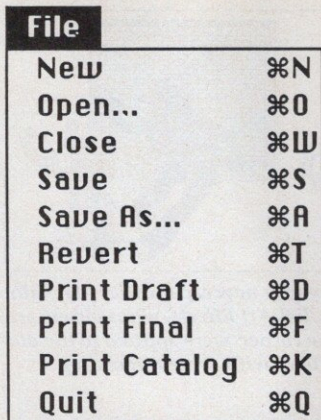 File
New ⌘N
Open... ⌘O
Close ⌘W
Save ⌘S
Save As... ⌘A
Revert ⌘T
Print Draft ⌘D
Print Final ⌘F
Print Catalog ⌘K
Quit ⌘Q